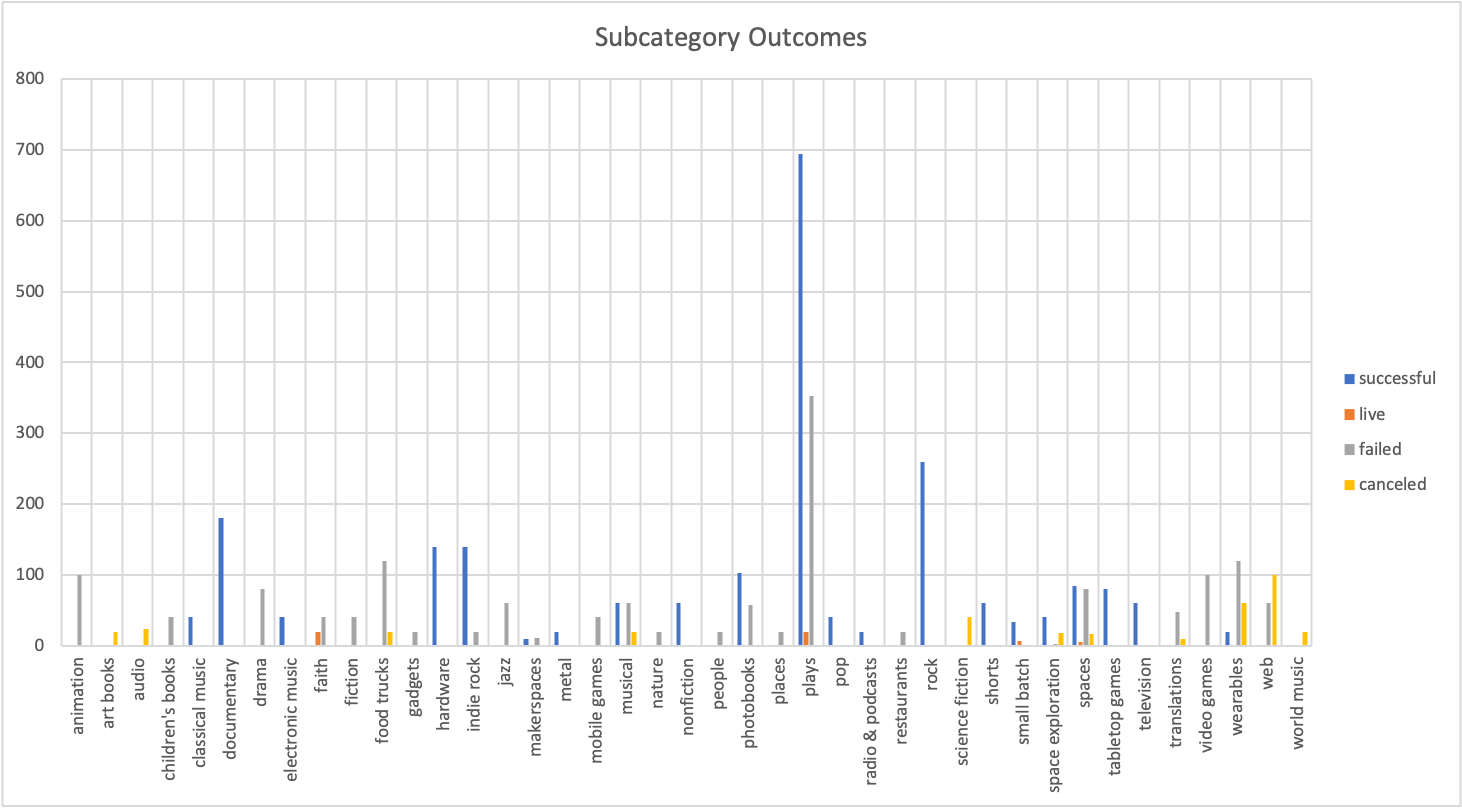 Subcategory Outcomes
800
700
600
500
400
300
200
100
0
animation
art books
audio
children's books
classical music
documentary
drama
electronic music
faith
fiction
food trucks
gadgets
hardware
indie rock
jazz
makerspaces
metal
mobile games
musical
nature
nonfiction
people
photobooks
places
plays
pop
radio & podcasts
restaurants
rock
science fiction
shorts
small batch
space exploration
spaces
tabletop games
television
translations
video games
wearables
web
world music
successful
live
failed
canceled